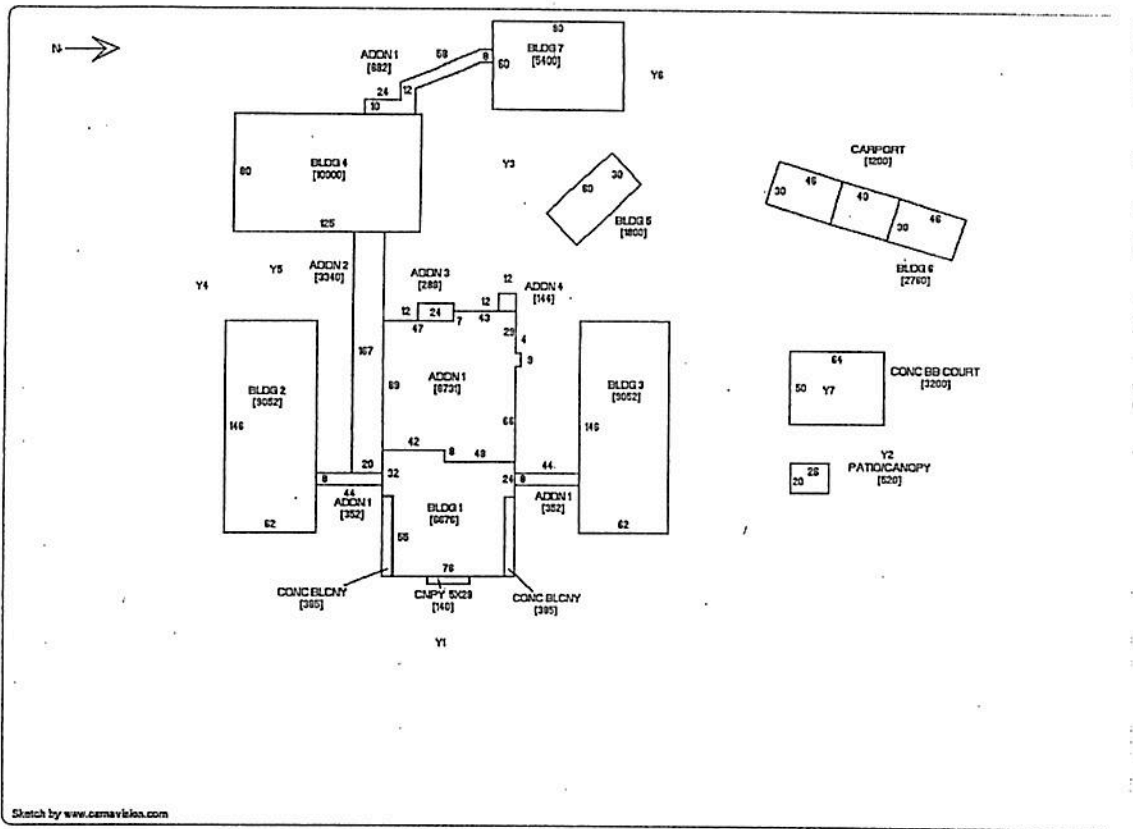 N
ADDN 1
[682]
58
8
24
12
10
90
BLDG 7
[5400]
60
Y6
BLDG 4
[10000]
80
125
Y3
60
30
BLDG 5
[1800]
CARPORT
[1200]
46
30
40
30
46
BLDG 6
[2760]
Y5
Y4
ADDN 2
[3340]
ADDN 3
[288]
12
24
47
7
43
12
12
ADDN 4
[144]
29
4
9
167
69
ADDN 1
[8731]
66
BLDG 2
[9052]
146
62
BLDG 3
[9052]
146
62
64
50
Y7
CONC BB COURT
[3200]
Y2
PATIO/CANOPY
[520]
26
20
42
8
48
20
8
44
ADDN 1
[352]
32
24
44
8
ADDN 1
[352]
BLDG 1
[6676]
55
76
CONC BLCNY
[385]
CNPY 5X28
[140]
CONC BLCNY
[385]
Y1
Sketch by www.camavision.com